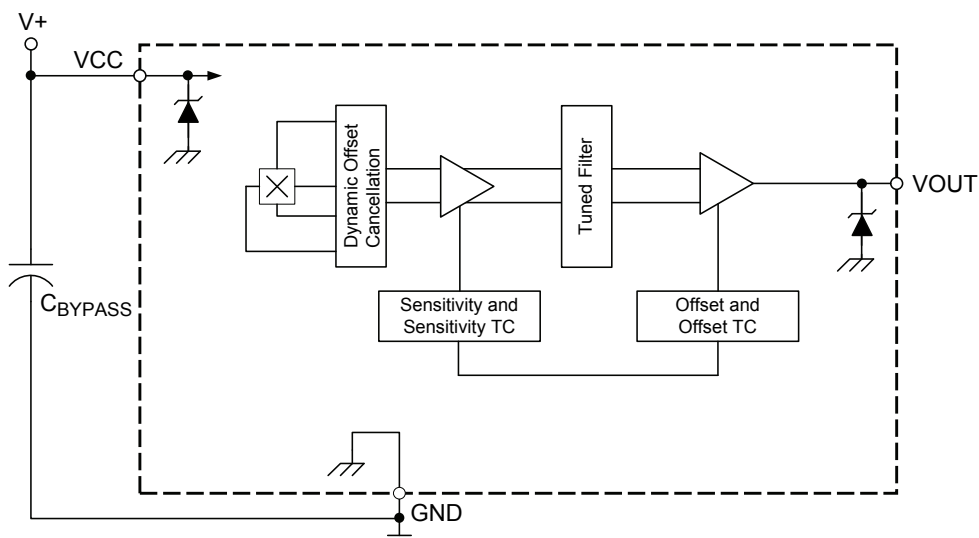 V+
VCC
Dynamic Offset
Cancellation
Tuned Filter
VOUT
CBYPASS
Sensitivity and
Sensitivity TC
Offset and
Offset TC
GND